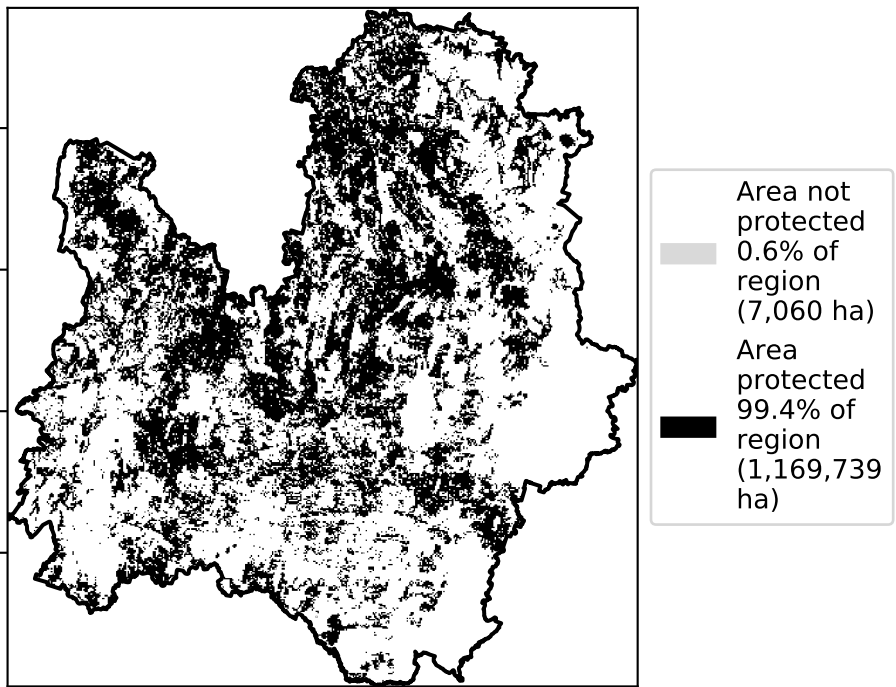 Area not
protected
0.6% of
region
(7,060 ha)
Area
protected
99.4% of
region
(1,169,739
ha)